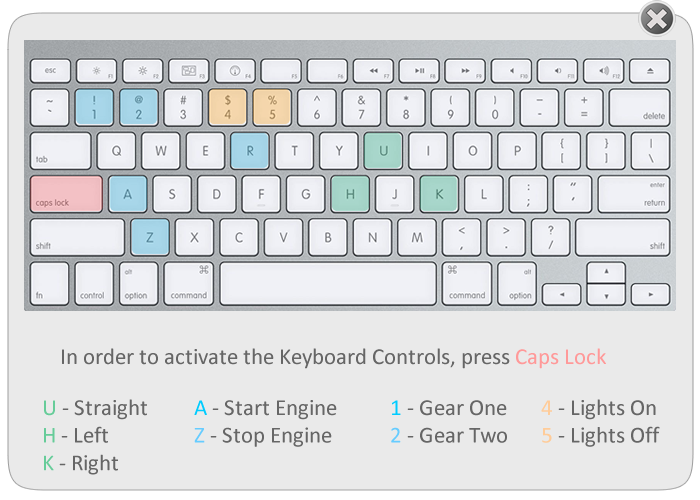 esc F1 F2 F3 F4 F5 F6 F7 F8 F9 F10 F11 F12
~ ! @ # $ % ^ & * ( ) _ +
` 1 2 3 4 5 6 7 8 9 0 - = delete
tab Q W E R T Y U I O P { [ } ] | \
caps lock A S D F G H J K L : ; " ' enter return
shift Z X C V B N M < , > . ? / shift
fn control alt option ⌘ command ⌘ command alt option
In order to activate the Keyboard Controls, press Caps Lock
U - Straight A - Start Engine 1 - Gear One 4 - Lights On
H - Left Z - Stop Engine 2 - Gear Two 5 - Lights Off
K - Right